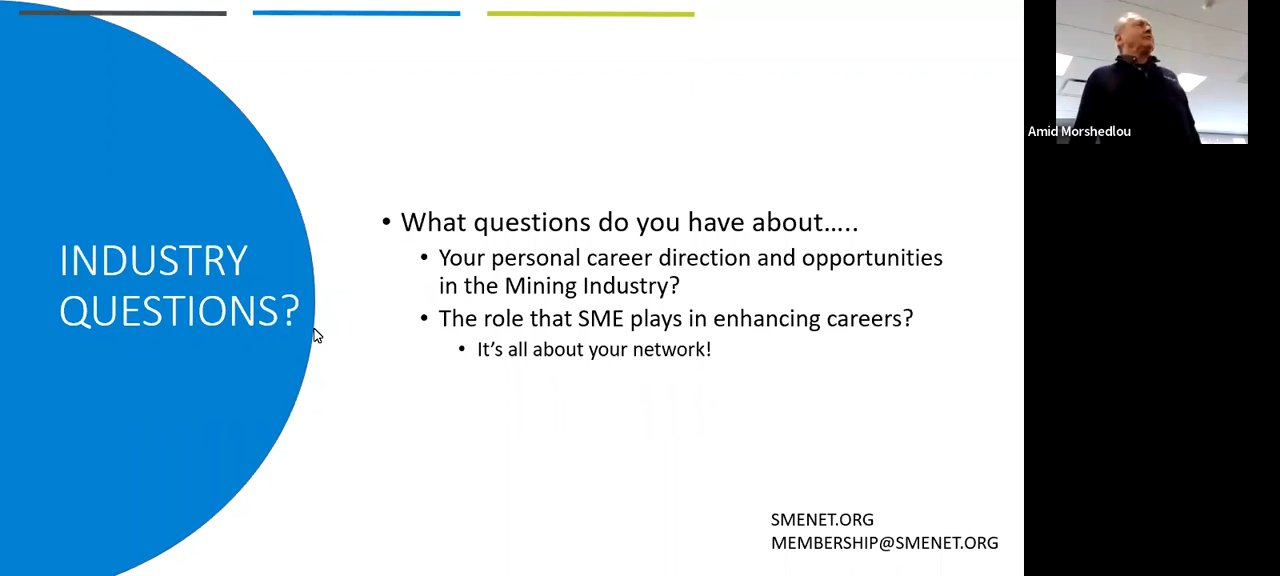 INDUSTRY
QUESTIONS?
• What questions do you have about.....
• Your personal career direction and opportunities
in the Mining Industry?
• The role that SME plays in enhancing careers?
• It's all about your network!
SMENET.ORG
MEMBERSHIP@SMENET.ORG
Amid Morshedlou